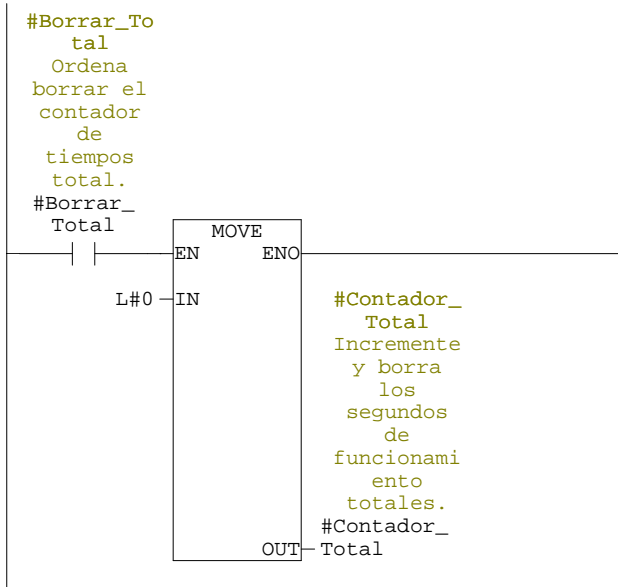 #Borrar_To
tal
Ordena
borrar el
contador
de
tiempos
total.
#Borrar_
Total
MOVE
EN ENO
L#0 IN
#Contador_
Total
Incremente
y borra
los
segundos
de
funcionami
ento
totales.
#Contador_
OUT Total